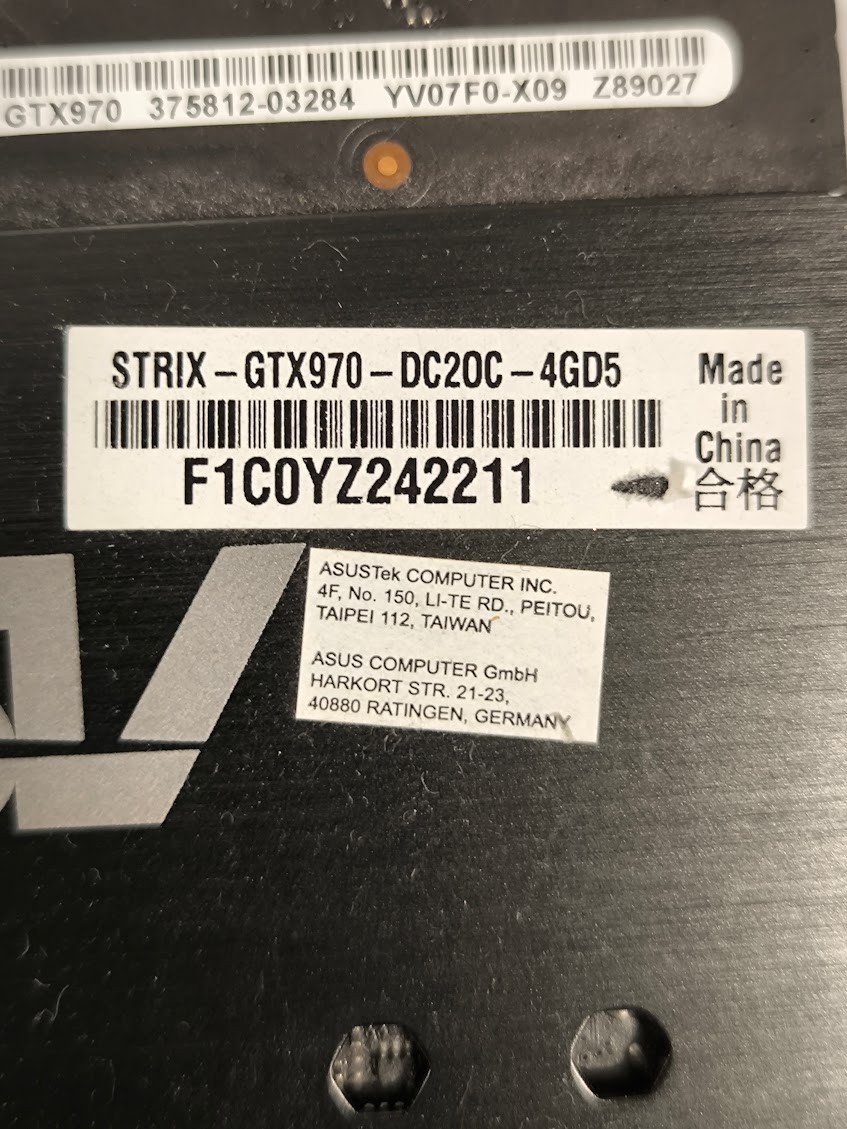 GTX970 375812-03284 YV07F0-X09 Z89027
STRIX-GTX970-DC2OC-4GD5
F1C0YZ242211
Made
in
China
合格
ASUSTek COMPUTER INC.
4F, No. 150, LI-TE RD., PEITOU,
TAIPEI 112, TAIWAN
ASUS COMPUTER GmbH
HARKORT STR. 21-23,
40880 RATINGEN, GERMANY